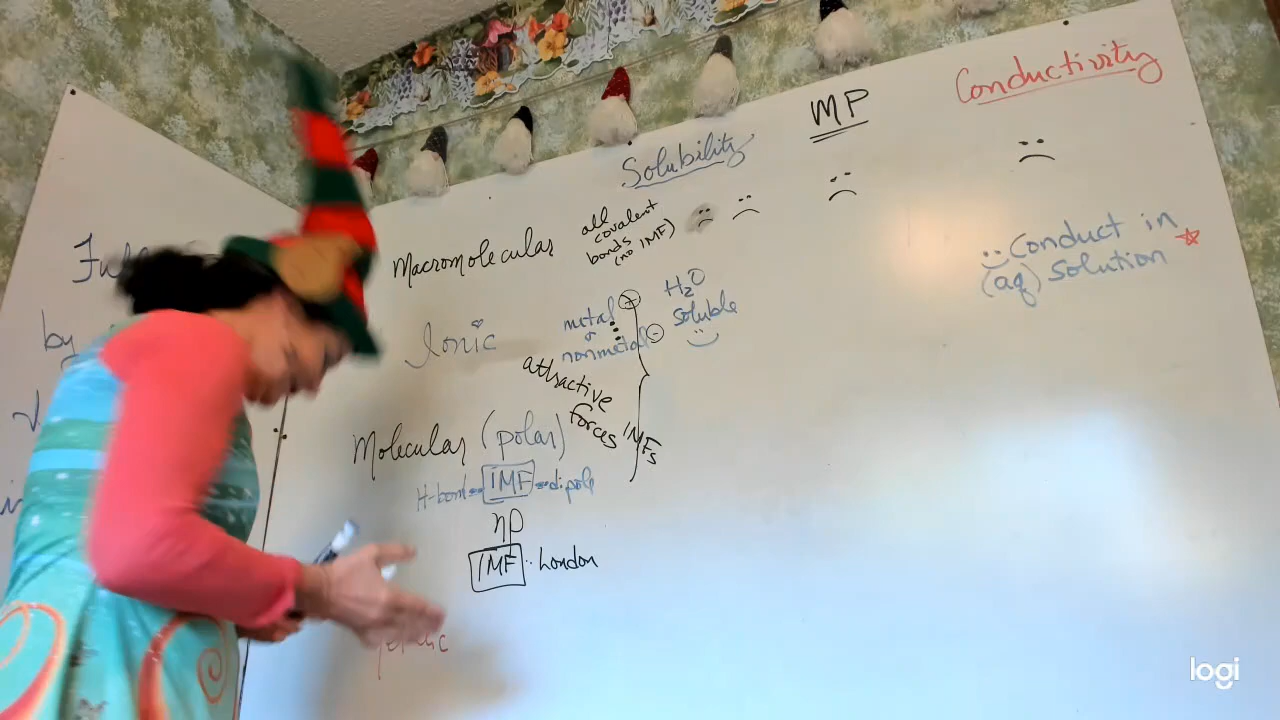 Conductivity
MP
Solubility
Macromolecular
all
covalent
bonds
(no IMF)
Ionic
metal +
nonmetal -
H₂O
soluble
Conduct in
(aq) solution
attractive
forces
IMFs
Molecular (polar)
H-bond IMF dipole
np
IMF London
by
logi